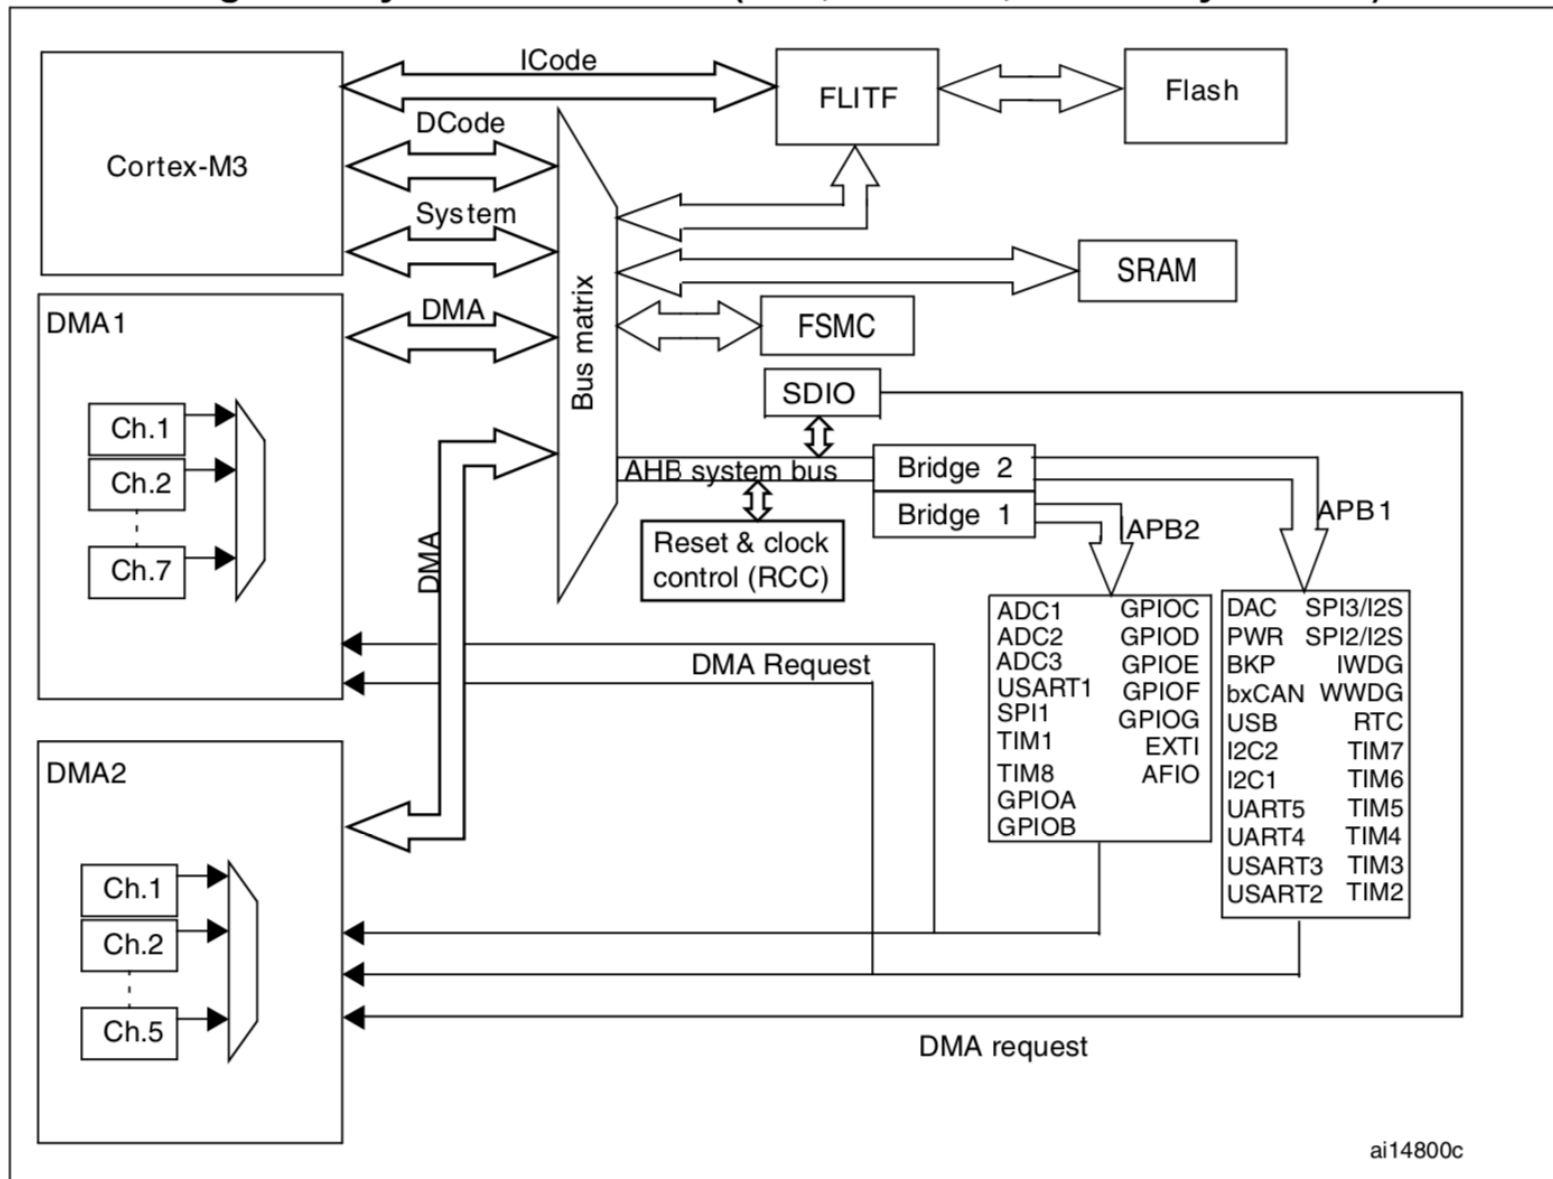 ICode
FLITF
Flash
DCode
Cortex-M3
System
SRAM
DMA1
DMA
FSMC
Bus matrix
SDIO
Ch.1
Ch.2
Ch.7
AHB system bus
Bridge 2
Bridge 1
APB2
APB1
Reset & clock
control (RCC)
DMA
ADC1 GPIOC
ADC2 GPIOD
ADC3 GPIOE
USART1 GPIOF
SPI1 GPIOG
TIM1 EXTI
TIM8 AFIO
GPIOA
GPIOB
DAC SPI3/I2S
PWR SPI2/I2S
BKP IWDG
bxCAN WWDG
USB RTC
I2C2 TIM7
I2C1 TIM6
UART5 TIM5
UART4 TIM4
USART3 TIM3
USART2 TIM2
DMA Request
DMA2
Ch.1
Ch.2
Ch.5
DMA request
ai14800c